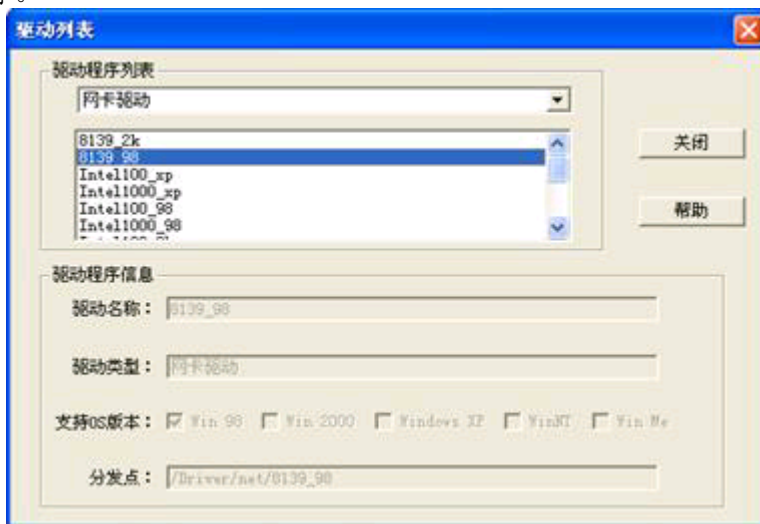 驱动列表
驱动程序列表
网卡驱动
8139_2k
8139_98
Intel100_xp
Intel1000_xp
Intel100_98
Intel1000_98
关闭
帮助
驱动程序信息
驱动名称：
8139_98
驱动类型：
网卡驱动
支持OS版本：
Win 98
Win 2000
Windows XP
WinNT
Win Me
分发点：
/Driver/net/8139_98